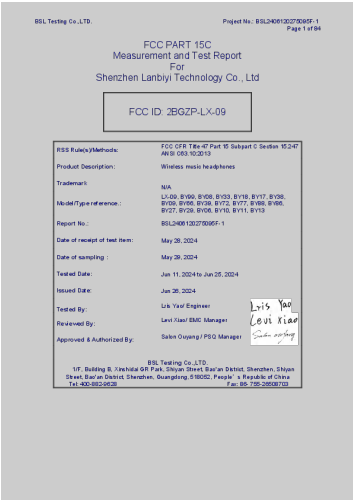 BSL Testing Co.,LTD. Project No.: BSL2406120275095F-1
Page 1 of 84
FCC PART 15C
Measurement and Test Report
For
Shenzhen Lanbiyi Technology Co., Ltd
FCC ID: 2BGZP-LX-09
RSS Rule(s)/Methods: FCC CFR Title 47 Part 15 Subpart C Section 15.247
ANSI C63.10:2013
Product Description: Wireless music headphones
Trademark: N/A
Model/Type reference.: LX-09, BY99, BY08, BY33, BY18, BY17, BY38,
BY09, BY66, BY39, BY72, BY77, BY88, BY86,
BY27, BY29, BY06, BY10, BY11, BY13
Report No.: BSL2406120275095F-1
Date of receipt of test item: May 28, 2024
Date of sampling : May 29, 2024
Tested Date: Jun 11, 2024 to Jun 25, 2024
Issued Date: Jun 26, 2024
Tested By: Lris Yao/ Engineer Lris Yao
Reviewed By: Levi Xiao/ EMC Manager Levi xiao
Approved & Authorized By: Salon Ouyang / PSQ Manager
BSL Testing Co.,LTD.
1/F, Building B, Xinshidai GR Park, Shiyan Street, Bao'an District, Shenzhen, Shiyan
Street, Bao'an District, Shenzhen, Guangdong, 518052, People's Republic of China
Tel: 400-882-9628 Fax: 86- 755-26508703